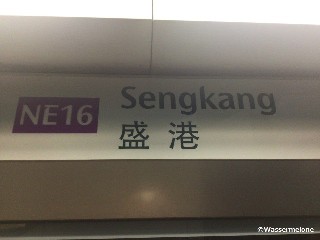 NE16
Sengkang
盛港
©Wassermelone